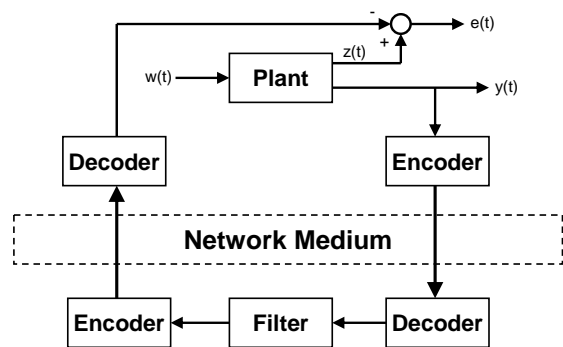 -
e(t)
z(t)
+
w(t)
Plant
y(t)
Decoder
Encoder
Network Medium
Encoder
Filter
Decoder